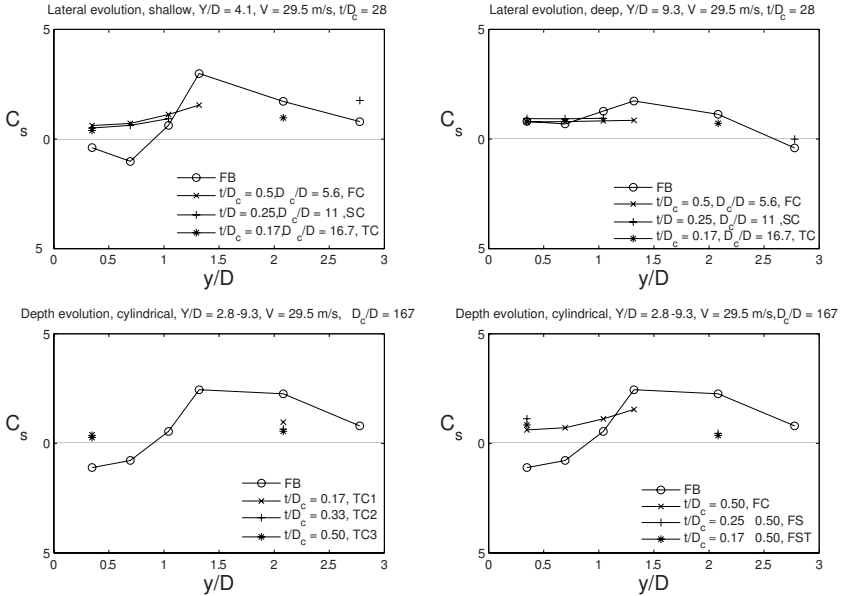 Lateral evolution, shallow, Y/D = 4.1, V = 29.5 m/s, t/D_c = 28
5
C_s
0
5
FB
t/D_c = 0.5, D_c/D = 5.6, FC
t/D = 0.25, D_c/D = 11 ,SC
t/D_c = 0.17, D_c/D = 16.7, TC
0 0.5 1 1.5 2 2.5 3
y/D
Lateral evolution, deep, Y/D = 9.3, V = 29.5 m/s, t/D_c = 28
5
C_s
0
5
FB
t/D_c = 0.5, D_c/D = 5.6, FC
t/D = 0.25, D_c/D = 11 ,SC
t/D_c = 0.17, D_c/D = 16.7, TC
0 0.5 1 1.5 2 2.5 3
y/D
Depth evolution, cylindrical, Y/D = 2.8-9.3, V = 29.5 m/s, D_c/D = 167
5
C_s
0
5
FB
t/D_c = 0.17, TC1
t/D_c = 0.33, TC2
t/D_c = 0.50, TC3
0 0.5 1 1.5 2 2.5 3
y/D
Depth evolution, cylindrical, Y/D = 2.8-9.3, V = 29.5 m/s, D_c/D = 167
5
C_s
0
5
FB
t/D_c = 0.50, FC
t/D_c = 0.25 0.50, FS
t/D_c = 0.17 0.50, FST
0 0.5 1 1.5 2 2.5 3
y/D